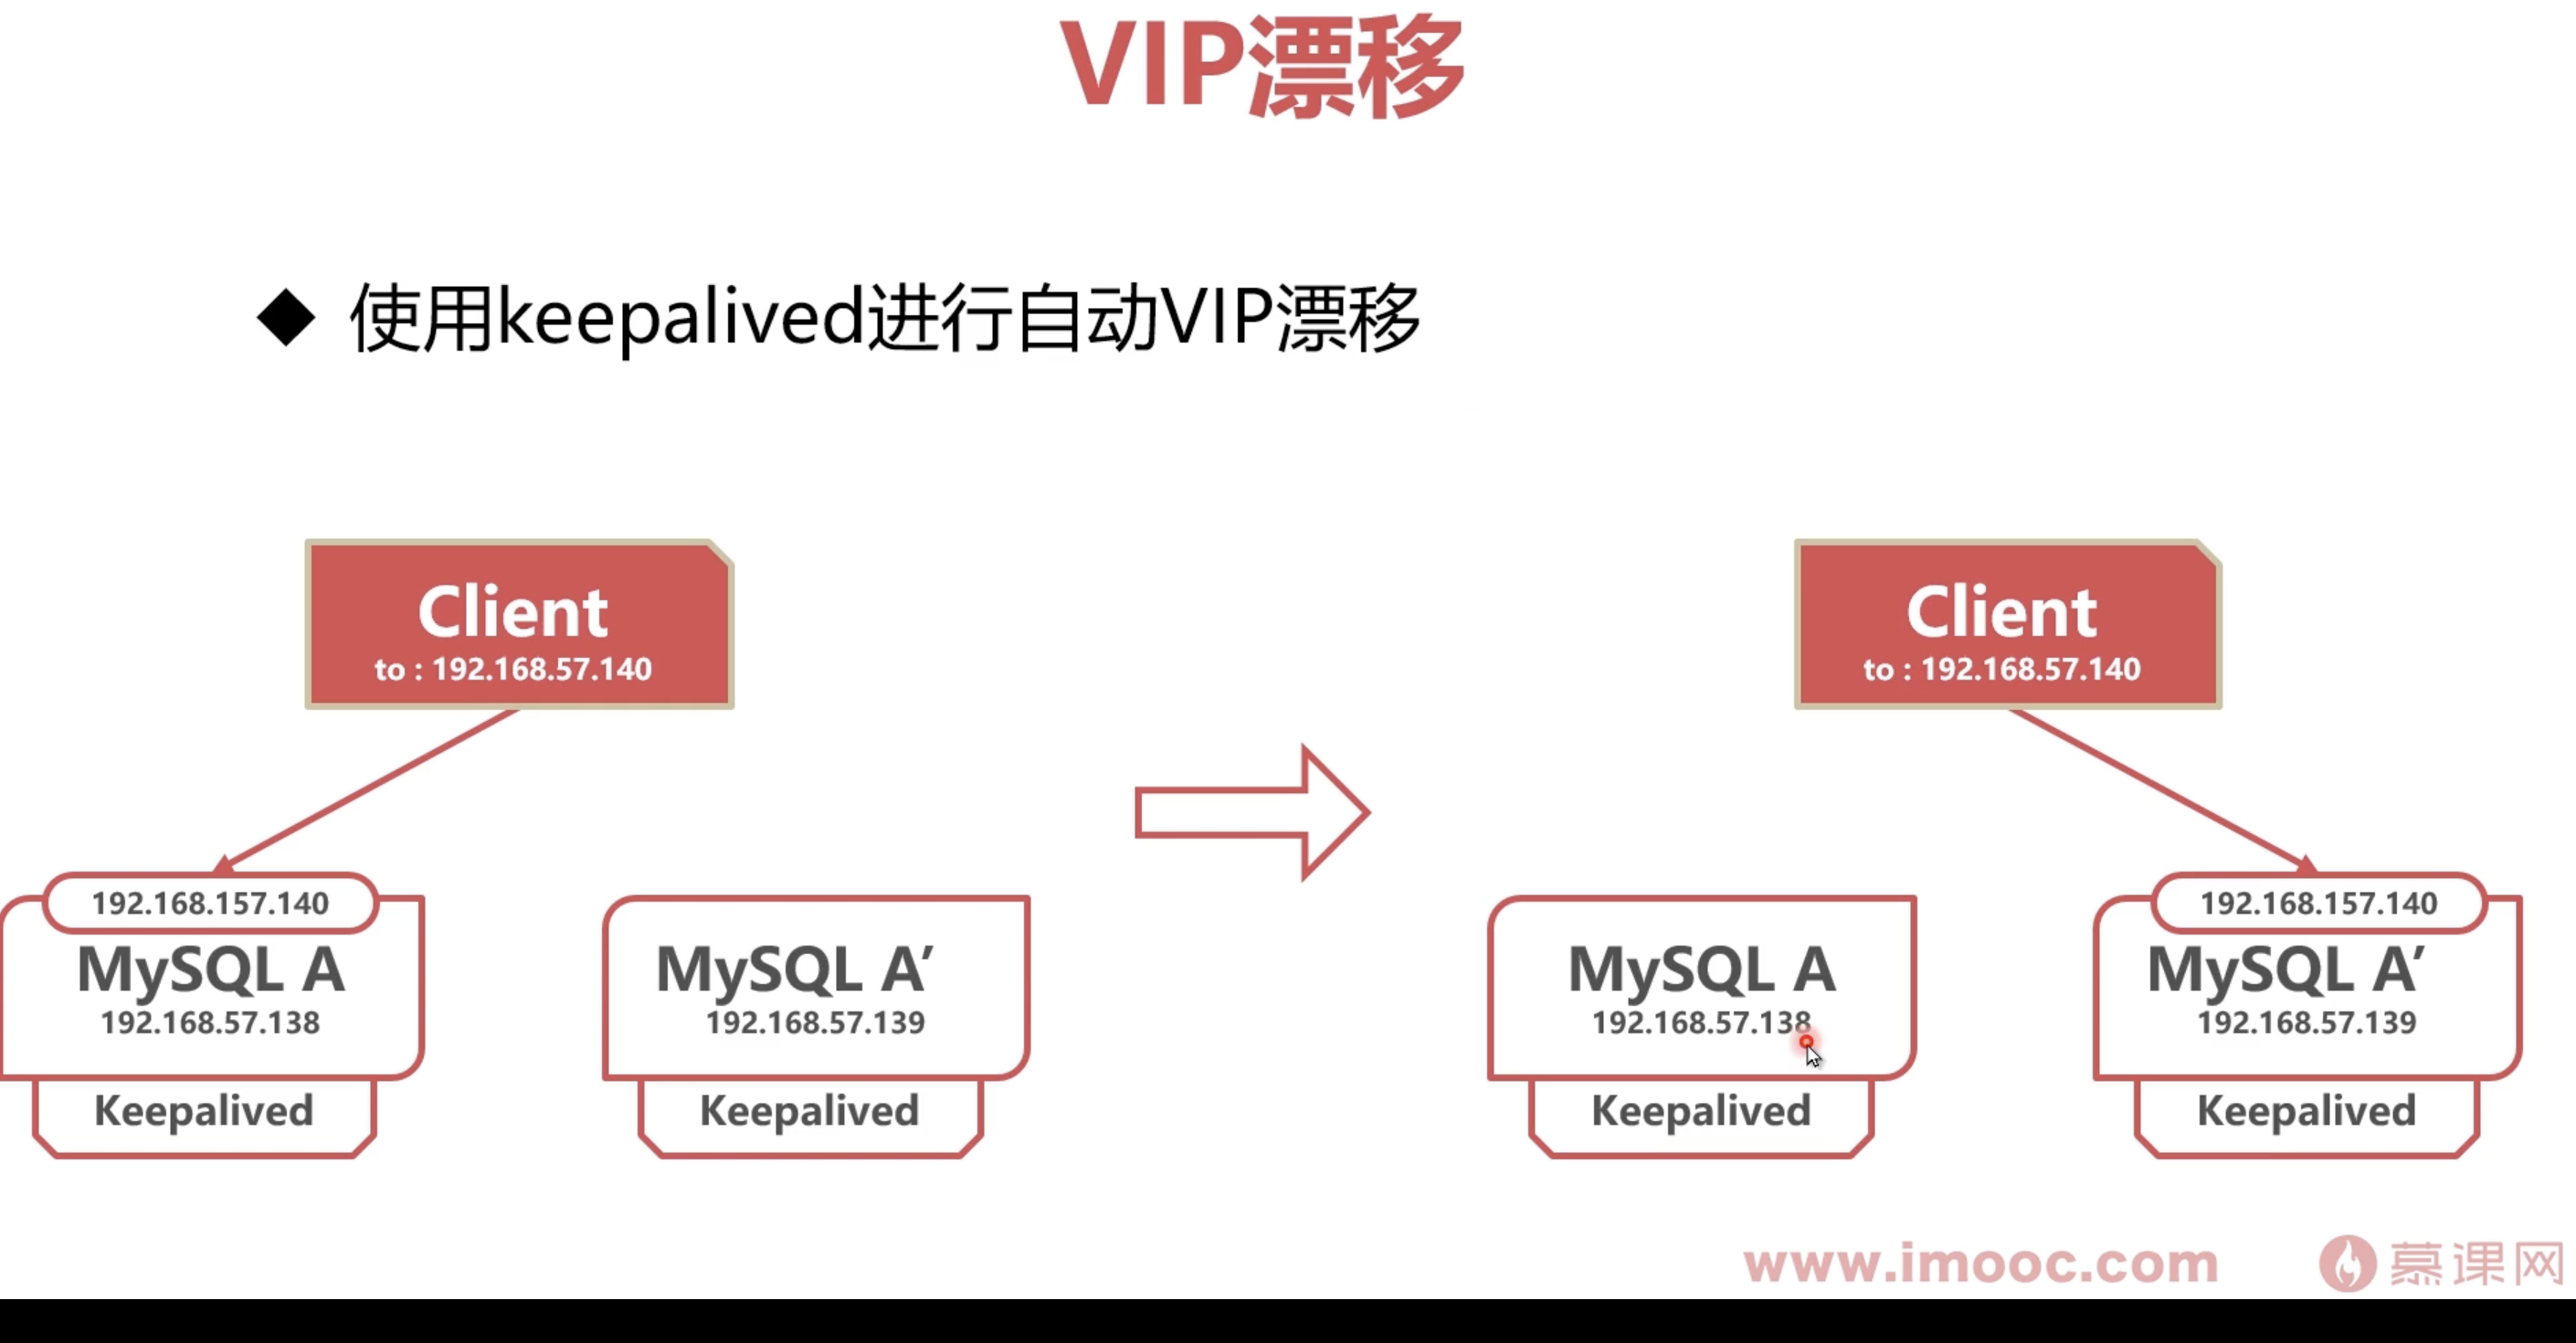 VIP漂移
◆ 使用keepalived进行自动VIP漂移
Client
to : 192.168.57.140
192.168.157.140
MySQL A
192.168.57.138
Keepalived
MySQL A′
192.168.57.139
Keepalived
Client
to : 192.168.57.140
MySQL A
192.168.57.138
Keepalived
192.168.157.140
MySQL A′
192.168.57.139
Keepalived
www.imooc.com 慕课网